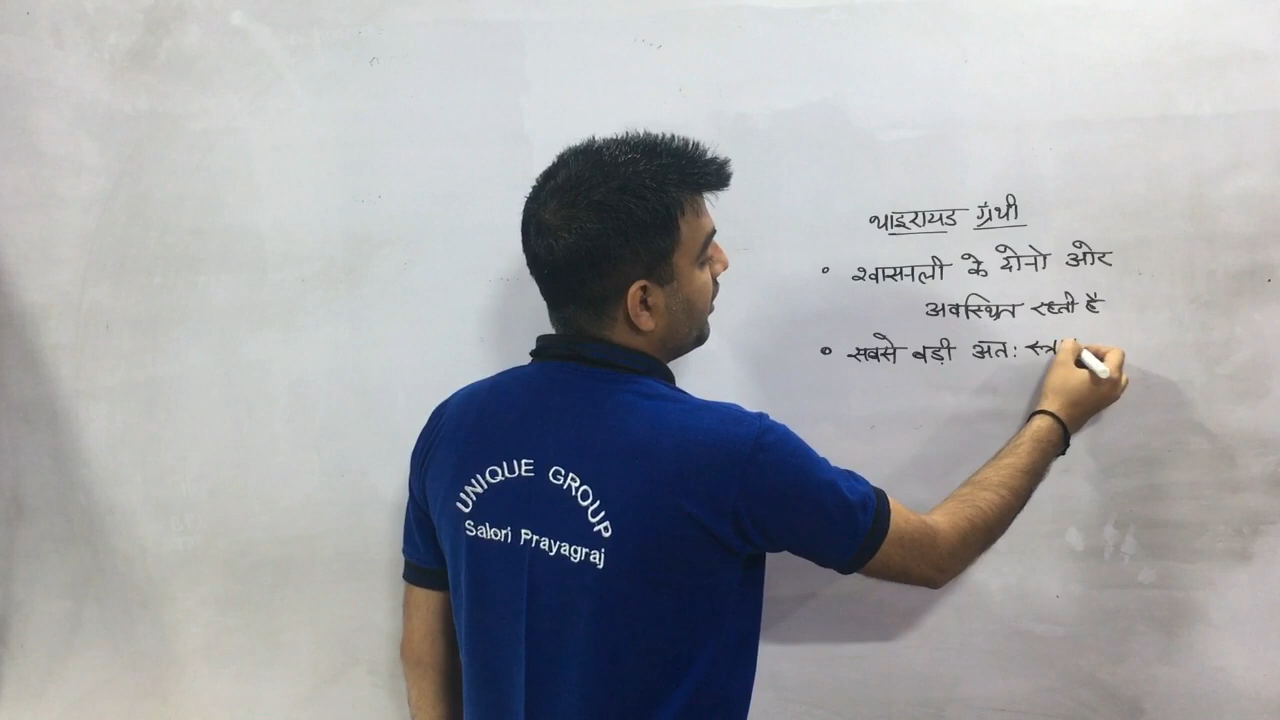 थाइरायड ग्रंथी
• श्वासनली के दोनो ओर
अवस्थित रहती है
• सबसे बड़ी अतः स्त्र
UNIQUE GROUP
Salori Prayagraj